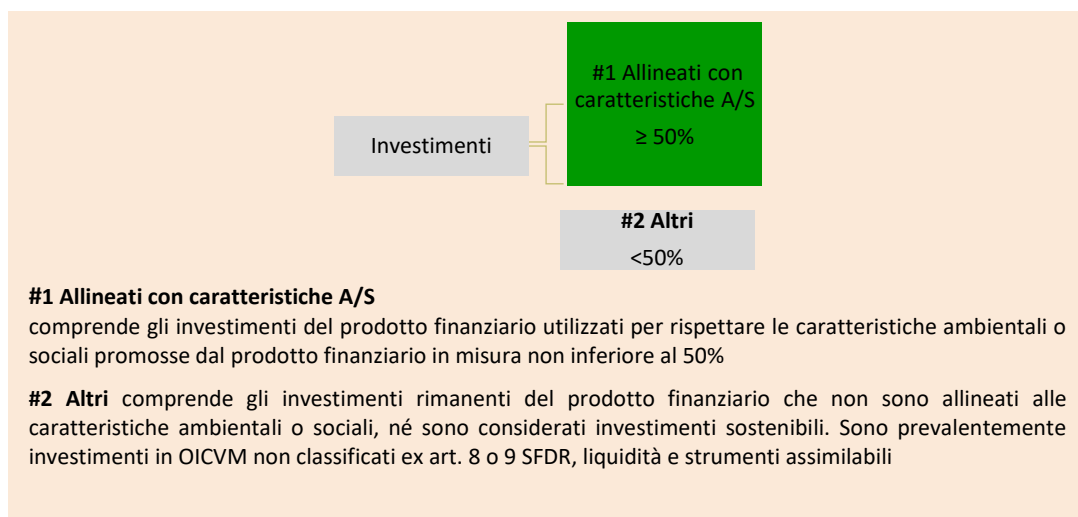 #1 Allineati con
caratteristiche A/S
≥ 50%
Investimenti
#2 Altri
<50%
#1 Allineati con caratteristiche A/S
comprende gli investimenti del prodotto finanziario utilizzati per rispettare le caratteristiche ambientali o
sociali promosse dal prodotto finanziario in misura non inferiore al 50%
#2 Altri comprende gli investimenti rimanenti del prodotto finanziario che non sono allineati alle
caratteristiche ambientali o sociali, né sono considerati investimenti sostenibili. Sono prevalentemente
investimenti in OICVM non classificati ex art. 8 o 9 SFDR, liquidità e strumenti assimilabili